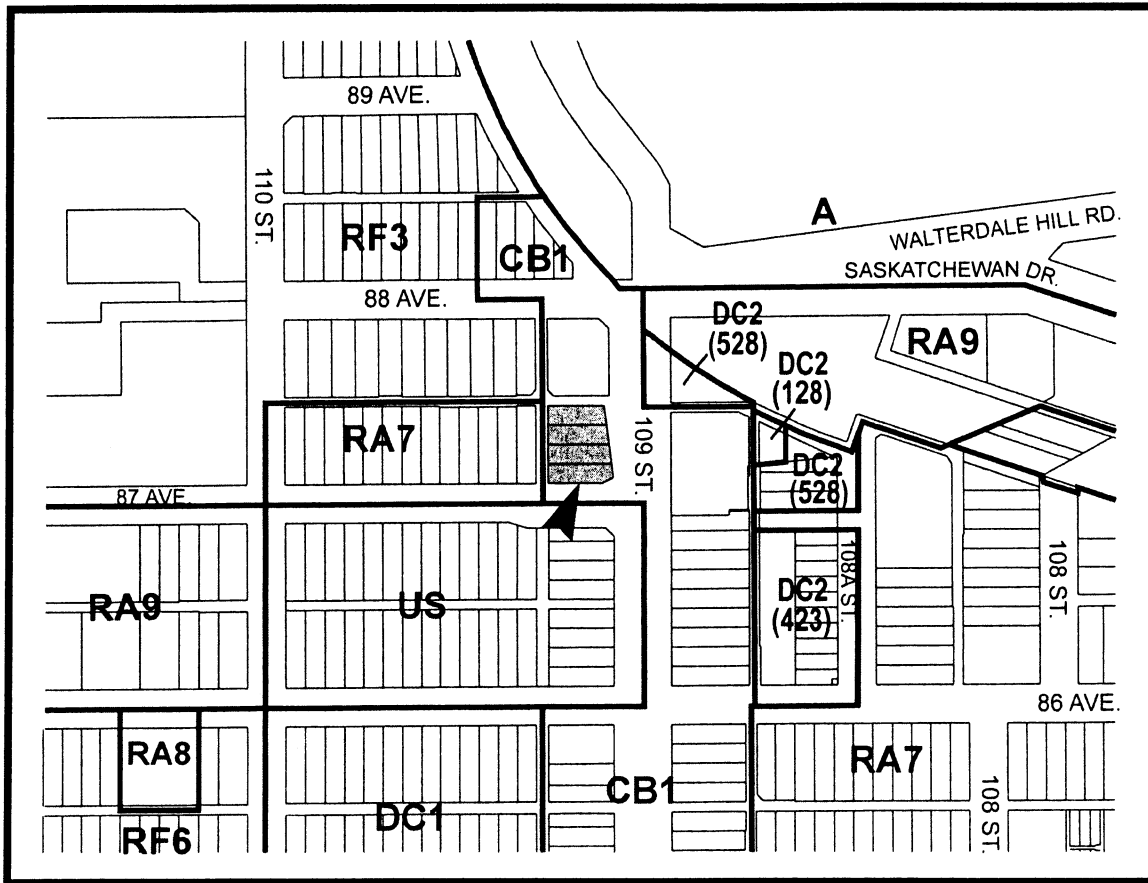 89 AVE.
110 ST.
RF3
CB1
A
WALTERDALE HILL RD.
SASKATCHEWAN DR.
88 AVE.
DC2
(528)
RA9
DC2
(128)
RA7
109 ST.
DC2
(528)
87 AVE.
108A ST.
108 ST.
RA9
US
DC2
(423)
86 AVE.
RA8
CB1
RA7
DC1
108 ST.
RF6